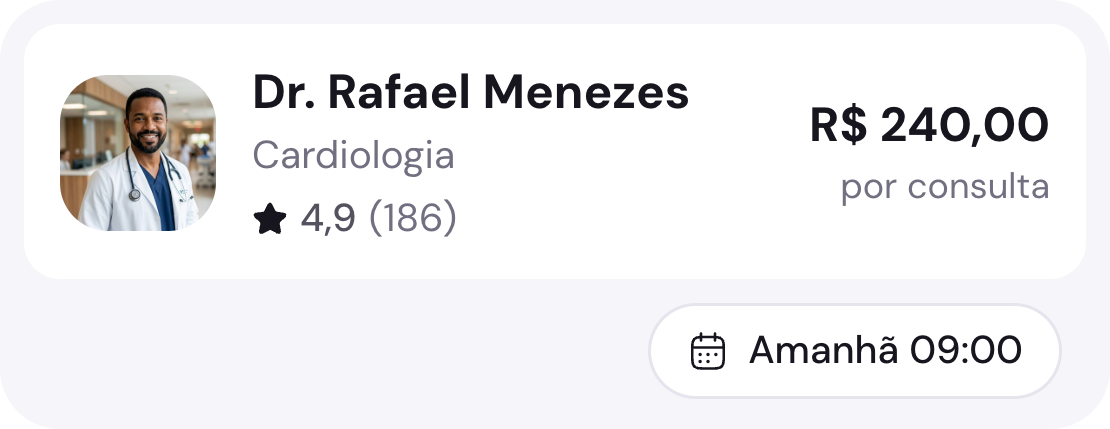 Dr. Rafael Menezes
Cardiologia
4,9 (186)
R$ 240,00
por consulta
Amanhã 09:00